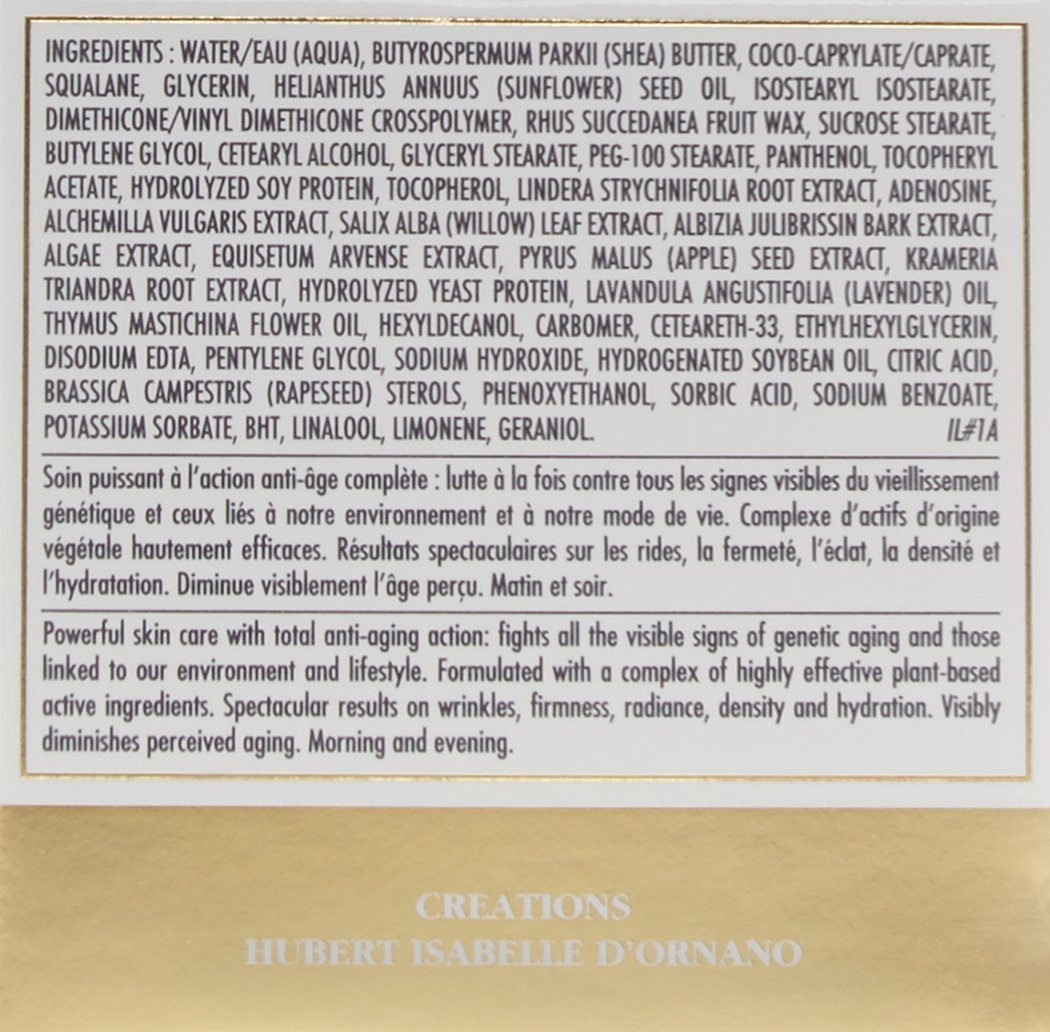 INGREDIENTS : WATER/EAU (AQUA), BUTYROSPERMUM PARKII (SHEA) BUTTER, COCO-CAPRYLATE/CAPRATE,
SQUALANE, GLYCERIN, HELIANTHUS ANNUUS (SUNFLOWER) SEED OIL, ISOSTEARYL ISOSTEARATE,
DIMETHICONE/VINYL DIMETHICONE CROSSPOLYMER, RHUS SUCCEDANEA FRUIT WAX, SUCROSE STEARATE,
BUTYLENE GLYCOL, CETEARYL ALCOHOL, GLYCERYL STEARATE, PEG-100 STEARATE, PANTHENOL, TOCOPHERYL
ACETATE, HYDROLYZED SOY PROTEIN, TOCOPHEROL, LINDERA STRYCHNIFOLIA ROOT EXTRACT, ADENOSINE,
ALCHEMILLA VULGARIS EXTRACT, SALIX ALBA (WILLOW) LEAF EXTRACT, ALBIZIA JULIBRISSIN BARK EXTRACT,
ALGAE EXTRACT, EQUISETUM ARVENSE EXTRACT, PYRUS MALUS (APPLE) SEED EXTRACT, KRAMERIA
TRIANDRA ROOT EXTRACT, HYDROLYZED YEAST PROTEIN, LAVANDULA ANGUSTIFOLIA (LAVENDER) OIL,
THYMUS MASTICHINA FLOWER OIL, HEXYLDECANOL, CARBOMER, CETEARETH-33, ETHYLHEXYLGLYCERIN,
DISODIUM EDTA, PENTYLENE GLYCOL, SODIUM HYDROXIDE, HYDROGENATED SOYBEAN OIL, CITRIC ACID,
BRASSICA CAMPESTRIS (RAPESEED) STEROLS, PHENOXYETHANOL, SORBIC ACID, SODIUM BENZOATE,
POTASSIUM SORBATE, BHT, LINALOOL, LIMONENE, GERANIOL. IL#1A
Soin puissant à l'action anti-âge complète : lutte à la fois contre tous les signes visibles du vieillissement
génétique et ceux liés à notre environnement et à notre mode de vie. Complexe d'actifs d'origine
végétale hautement efficaces. Résultats spectaculaires sur les rides, la fermeté, l'éclat, la densité et
l'hydratation. Diminue visiblement l'âge perçu. Matin et soir.
Powerful skin care with total anti-aging action: fights all the visible signs of genetic aging and those
linked to our environment and lifestyle. Formulated with a complex of highly effective plant-based
active ingredients. Spectacular results on wrinkles, firmness, radiance, density and hydration. Visibly
diminishes perceived aging. Morning and evening.
CREATIONS
HUBERT ISABELLE D'ORNANO